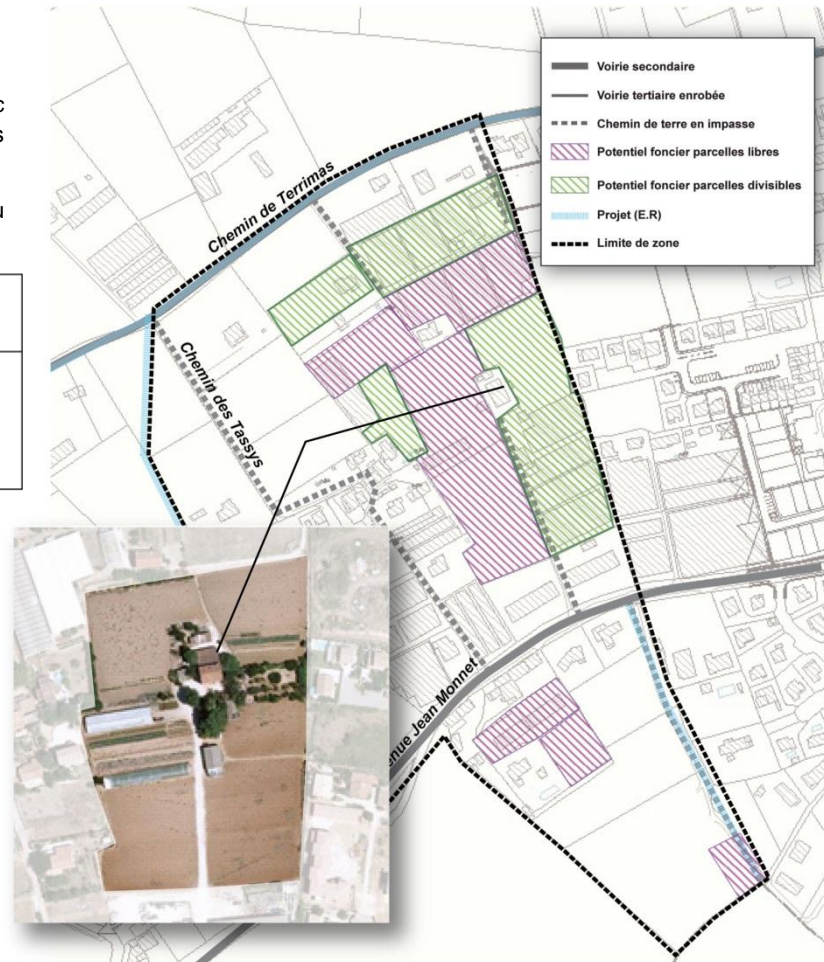 c
s
u
Voirie secondaire
Voirie tertiaire enrobée
Chemin de terre en impasse
Potentiel foncier parcelles libres
Potentiel foncier parcelles divisibles
Projet (E.R)
Limite de zone
Chemin de Terrimas
Chemin des Tassys
enue Jean Monnet